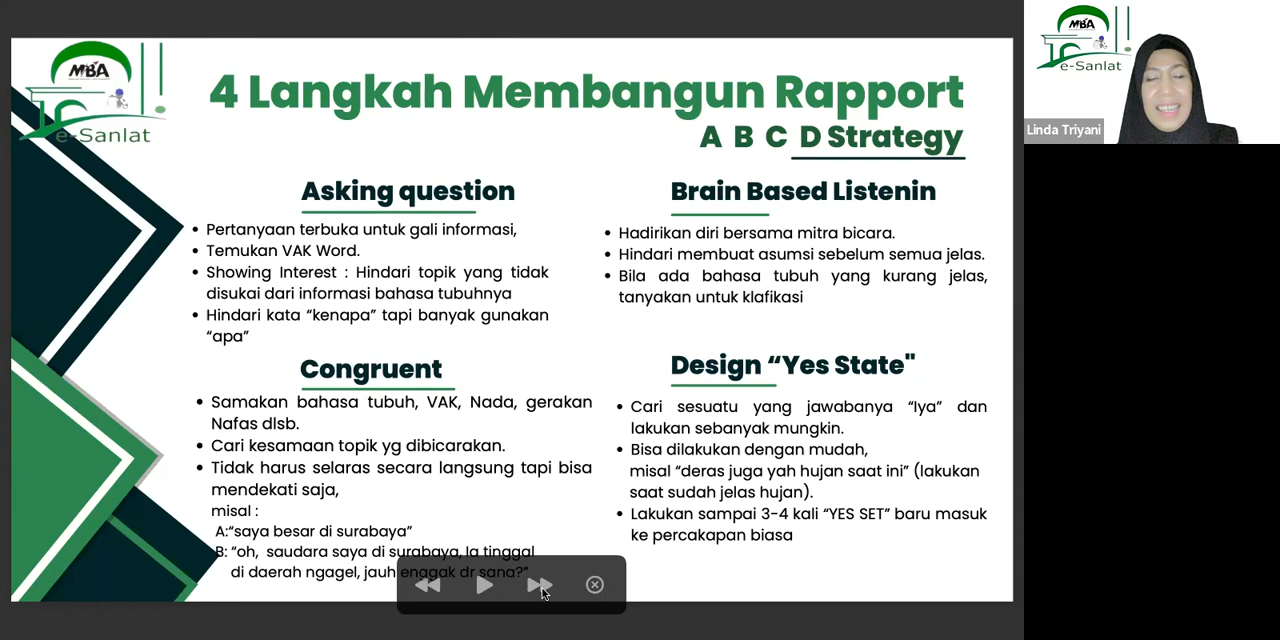 MBA
e-Sanlat
4 Langkah Membangun Rapport
A B C D Strategy
Asking question
• Pertanyaan terbuka untuk gali informasi,
• Temukan VAK Word.
• Showing Interest : Hindari topik yang tidak
disukai dari informasi bahasa tubuhnya
• Hindari kata “kenapa” tapi banyak gunakan
“apa”
Brain Based Listenin
• Hadirikan diri bersama mitra bicara.
• Hindari membuat asumsi sebelum semua jelas.
• Bila ada bahasa tubuh yang kurang jelas,
tanyakan untuk klafikasi
Congruent
• Samakan bahasa tubuh, VAK, Nada, gerakan
Nafas dlsb.
• Cari kesamaan topik yg dibicarakan.
• Tidak harus selaras secara langsung tapi bisa
mendekati saja,
misal :
A:“saya besar di surabaya”
B: “oh, saudara saya di surabaya, Ia tinggal
di daerah ngagel, jauh enggak dr sana?”
Design “Yes State"
• Cari sesuatu yang jawabanya “Iya” dan
lakukan sebanyak mungkin.
• Bisa dilakukan dengan mudah,
misal “deras juga yah hujan saat ini” (lakukan
saat sudah jelas hujan).
• Lakukan sampai 3-4 kali “YES SET” baru masuk
ke percakapan biasa
MBA
e-Sanlat
Linda Triyani